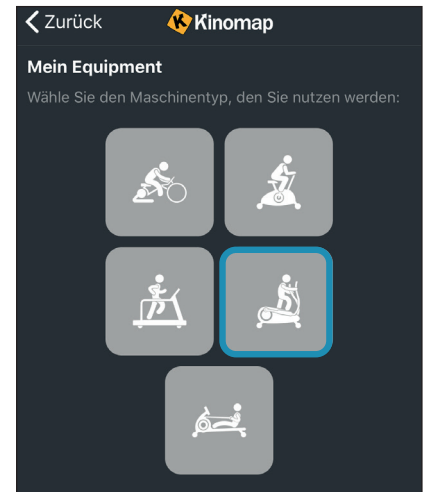 Zurück
Kinomap
Mein Equipment
Wähle Sie den Maschinentyp, den Sie nutzen werden: